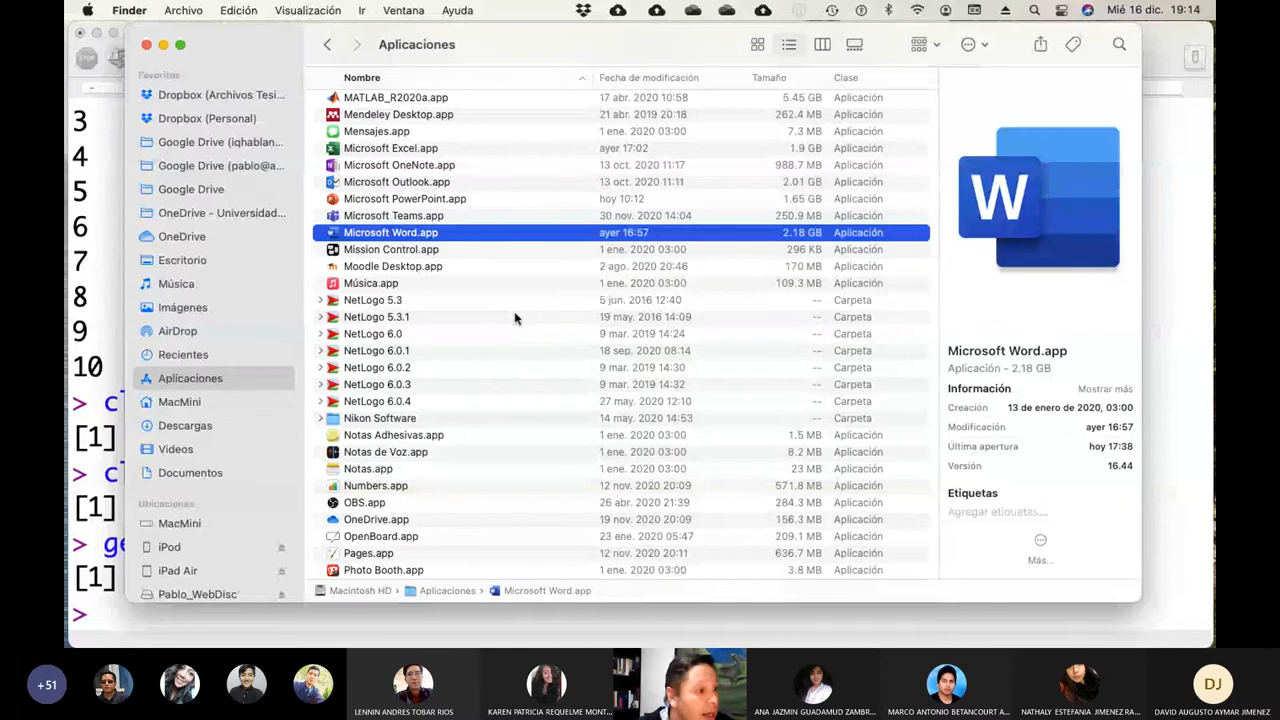 Finder Archivo Edición Visualización Ir Ventana Ayuda Mié 16 dic. 19:14
Aplicaciones
STOP
Favoritos
Dropbox (Archivos Tesi...
Dropbox (Personal)
Google Drive (iqhablan...
Google Drive (pablo@a...
Google Drive
OneDrive - Universidad...
OneDrive
Escritorio
Música
Imágenes
AirDrop
Recientes
Aplicaciones
MacMini
Descargas
Videos
Documentos
Ubicaciones
MacMini
iPod
iPad Air
Pablo_WebDisc
Nombre Fecha de modificación Tamaño Clase
MATLAB_R2020a.app 17 abr. 2020 10:58 5.45 GB Aplicación
Mendeley Desktop.app 21 abr. 2019 20:18 262.4 MB Aplicación
Mensajes.app 1 ene. 2020 03:00 7.3 MB Aplicación
Microsoft Excel.app ayer 17:02 1.9 GB Aplicación
Microsoft OneNote.app 13 oct. 2020 11:17 988.7 MB Aplicación
Microsoft Outlook.app 13 oct. 2020 11:11 2.01 GB Aplicación
Microsoft PowerPoint.app hoy 10:12 1.65 GB Aplicación
Microsoft Teams.app 30 nov. 2020 14:04 250.9 MB Aplicación
Microsoft Word.app ayer 16:57 2.18 GB Aplicación
Mission Control.app 1 ene. 2020 03:00 296 KB Aplicación
Moodle Desktop.app 2 ago. 2020 20:46 170 MB Aplicación
Música.app 1 ene. 2020 03:00 109.3 MB Aplicación
NetLogo 5.3 5 jun. 2016 12:40 -- Carpeta
NetLogo 5.3.1 19 may. 2016 14:09 -- Carpeta
NetLogo 6.0 9 mar. 2019 14:24 -- Carpeta
NetLogo 6.0.1 18 sep. 2020 08:14 -- Carpeta
NetLogo 6.0.2 9 mar. 2019 14:30 -- Carpeta
NetLogo 6.0.3 9 mar. 2019 14:32 -- Carpeta
NetLogo 6.0.4 27 may. 2020 12:10 -- Carpeta
Nikon Software 14 may. 2020 14:53 -- Carpeta
Notas Adhesivas.app 1 ene. 2020 03:00 1.5 MB Aplicación
Notas de Voz.app 1 ene. 2020 03:00 8.2 MB Aplicación
Notas.app 1 ene. 2020 03:00 23 MB Aplicación
Numbers.app 12 nov. 2020 20:09 571.8 MB Aplicación
OBS.app 26 abr. 2020 21:39 284.3 MB Aplicación
OneDrive.app 19 nov. 2020 20:09 156.3 MB Aplicación
OpenBoard.app 23 ene. 2020 05:47 209.1 MB Aplicación
Pages.app 12 nov. 2020 20:11 636.7 MB Aplicación
Photo Booth.app 1 ene. 2020 03:00 3.8 MB Aplicación
Macintosh HD > Aplicaciones > Microsoft Word.app
W
Microsoft Word.app
Aplicación - 2.18 GB
Información Mostrar más
Creación 13 de enero de 2020, 03:00
Modificación ayer 16:57
Última apertura hoy 17:38
Versión 16.44
Etiquetas
Agregar etiquetas...
Más...
3
4
5
6
7
8
9
10
> c
[1]
> c
[1]
> ge
[1]
>
+51
LENNIN ANDRES TOBAR RIOS
KAREN PATRICIA REQUELME MONT...
ANA JAZMIN GUADAMUD ZAMBR...
MARCO ANTONIO BETANCOURT A...
NATHALY ESTEFANIA JIMENEZ RA...
DJ
DAVID AUGUSTO AYMAR JIMENEZ